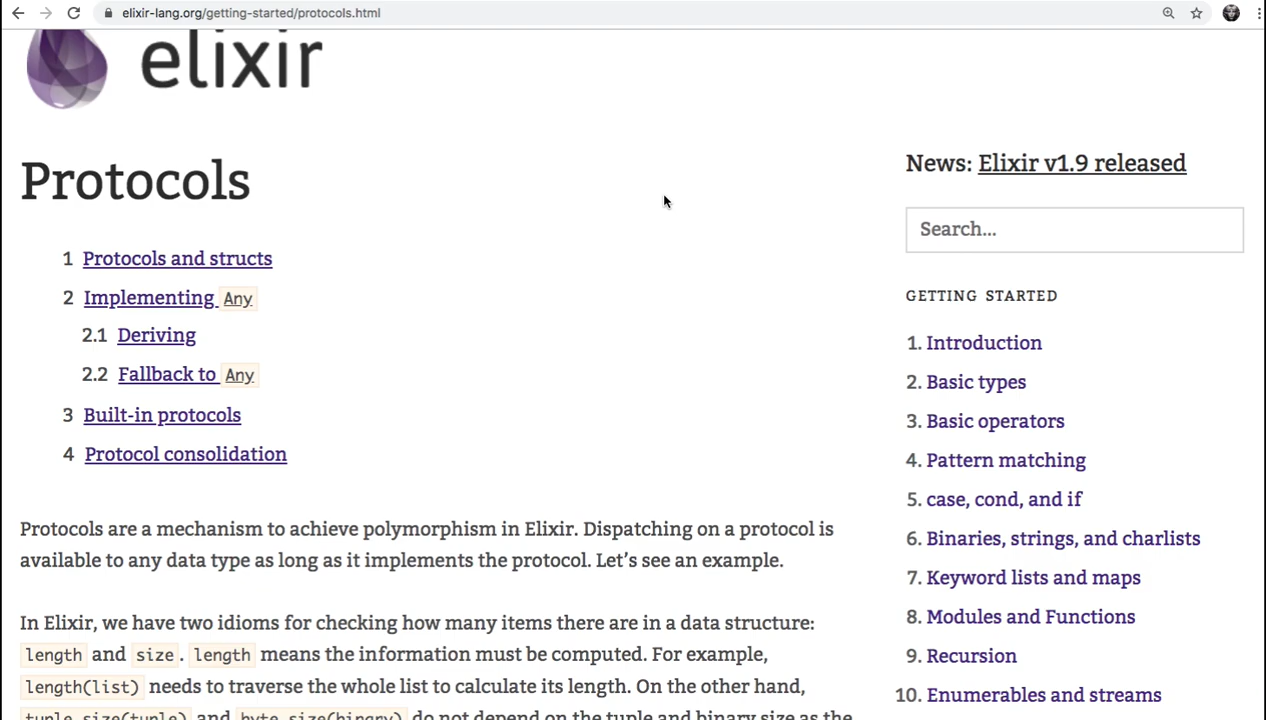 elixir-lang.org/getting-started/protocols.html
elixir
Protocols
1 Protocols and structs
2 Implementing Any
2.1 Deriving
2.2 Fallback to Any
3 Built-in protocols
4 Protocol consolidation
Protocols are a mechanism to achieve polymorphism in Elixir. Dispatching on a protocol is
available to any data type as long as it implements the protocol. Let’s see an example.
In Elixir, we have two idioms for checking how many items there are in a data structure:
length and size. length means the information must be computed. For example,
length(list) needs to traverse the whole list to calculate its length. On the other hand,
tuple_size(tuple) and byte_size(binary) do not depend on the tuple and binary size as the
News: Elixir v1.9 released
Search...
GETTING STARTED
1. Introduction
2. Basic types
3. Basic operators
4. Pattern matching
5. case, cond, and if
6. Binaries, strings, and charlists
7. Keyword lists and maps
8. Modules and Functions
9. Recursion
10. Enumerables and streams